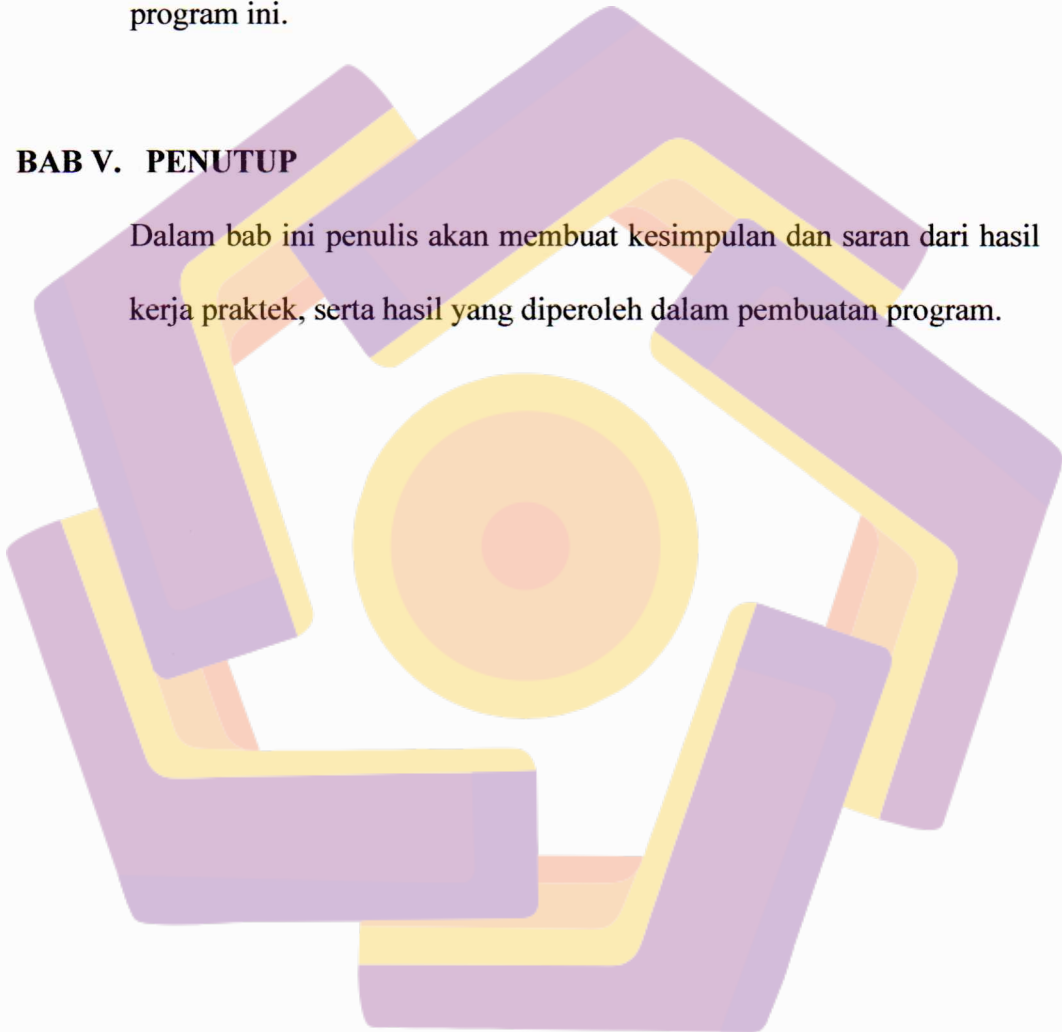 program ini.
BAB V. PENUTUP
Dalam bab ini penulis akan membuat kesimpulan dan saran dari hasil
kerja praktek, serta hasil yang diperoleh dalam pembuatan program.